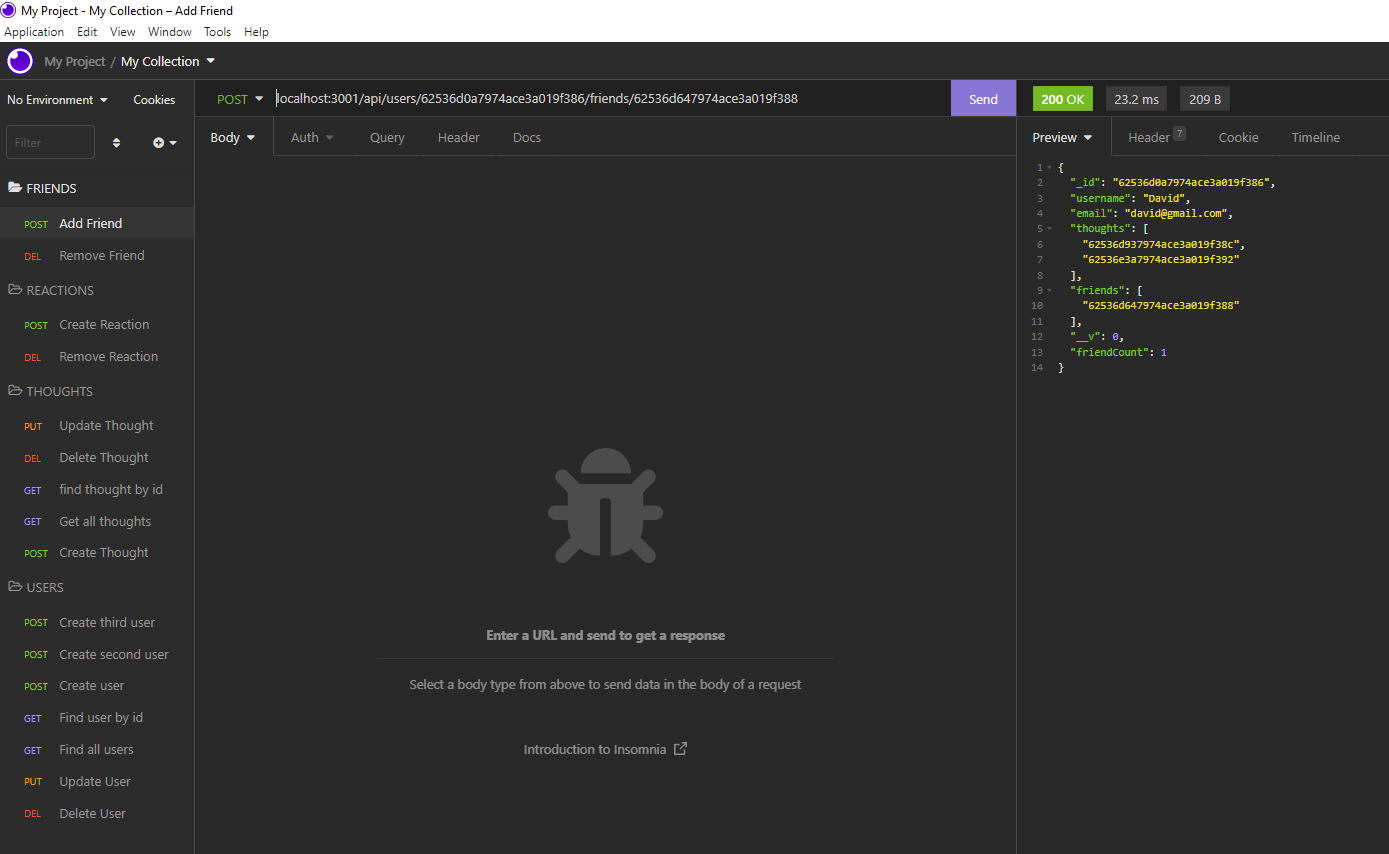 My Project - My Collection – Add Friend
Application Edit View Window Tools Help
My Project / My Collection
No Environment Cookies
Filter
FRIENDS
POST Add Friend
DEL Remove Friend
REACTIONS
POST Create Reaction
DEL Remove Reaction
THOUGHTS
PUT Update Thought
DEL Delete Thought
GET find thought by id
GET Get all thoughts
POST Create Thought
USERS
POST Create third user
POST Create second user
POST Create user
GET Find user by id
GET Find all users
PUT Update User
DEL Delete User
POST localhost:3001/api/users/62536d0a7974ace3a019f386/friends/62536d647974ace3a019f388 Send
Body Auth Query Header Docs
Enter a URL and send to get a response
Select a body type from above to send data in the body of a request
Introduction to Insomnia
200 OK 23.2 ms 209 B
Preview Header 7 Cookie Timeline
1 {
2 "_id": "62536d0a7974ace3a019f386",
3 "username": "David",
4 "email": "david@gmail.com",
5 "thoughts": [
6 "62536d937974ace3a019f38c",
7 "62536e3a7974ace3a019f392"
8 ],
9 "friends": [
10 "62536d647974ace3a019f388"
11 ],
12 "__v": 0,
13 "friendCount": 1
14 }